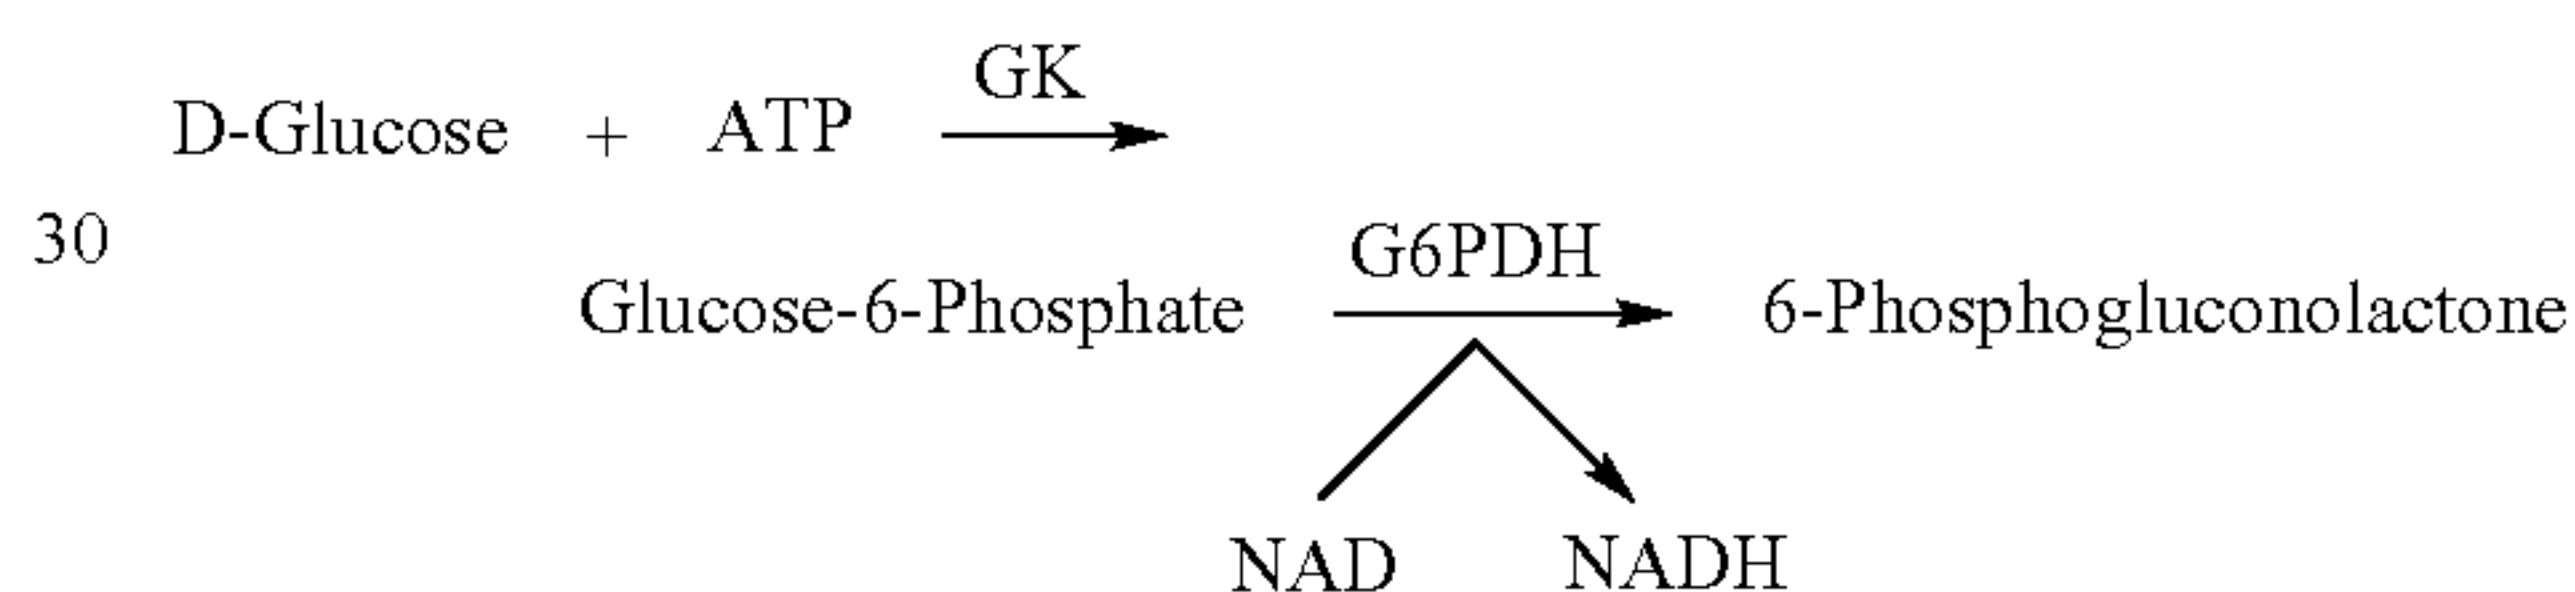 GK
D-Glucose + ATP
30
G6PDH
Glucose-6-Phosphate 6-Phosphogluconolactone
NAD NADH